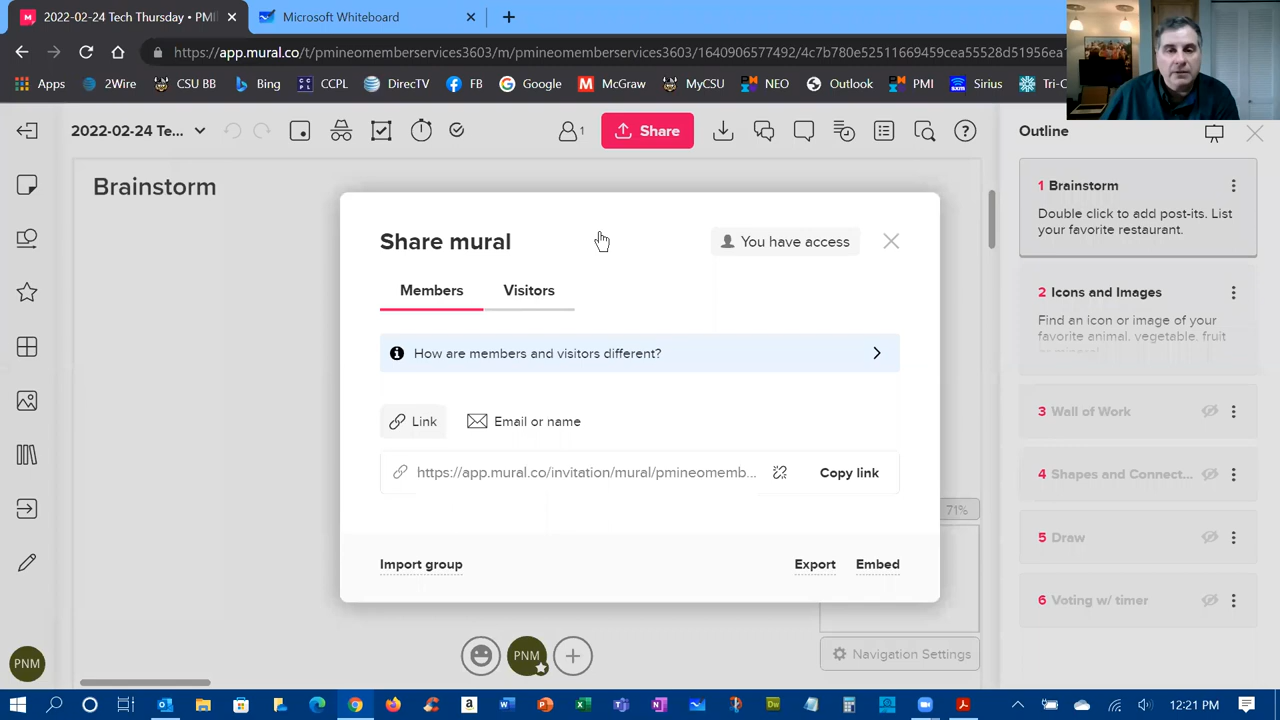 2022-02-24 Tech Thursday • PMI
Microsoft Whiteboard
https://app.mural.co/t/pmineomemberservices3603/m/pmineomemberservices3603/1640906577492/4c7b780e52511669459cea55528d51956ea1
Apps
2Wire
CSU BB
Bing
CCPL
DirecTV
FB
Google
McGraw
MyCSU
NEO
Outlook
PMI
Sirius
Tri-C
2022-02-24 Te...
1
Share
Outline
Brainstorm
1 Brainstorm
Double click to add post-its. List
your favorite restaurant.
2 Icons and Images
Find an icon or image of your
favorite animal, vegetable, fruit
3 Wall of Work
4 Shapes and Connect...
5 Draw
6 Voting w/ timer
Share mural
You have access
Members
Visitors
How are members and visitors different?
Link
Email or name
https://app.mural.co/invitation/mural/pmineomemb...
Copy link
Import group
Export
Embed
71%
PNM
PNM
Navigation Settings
12:21 PM